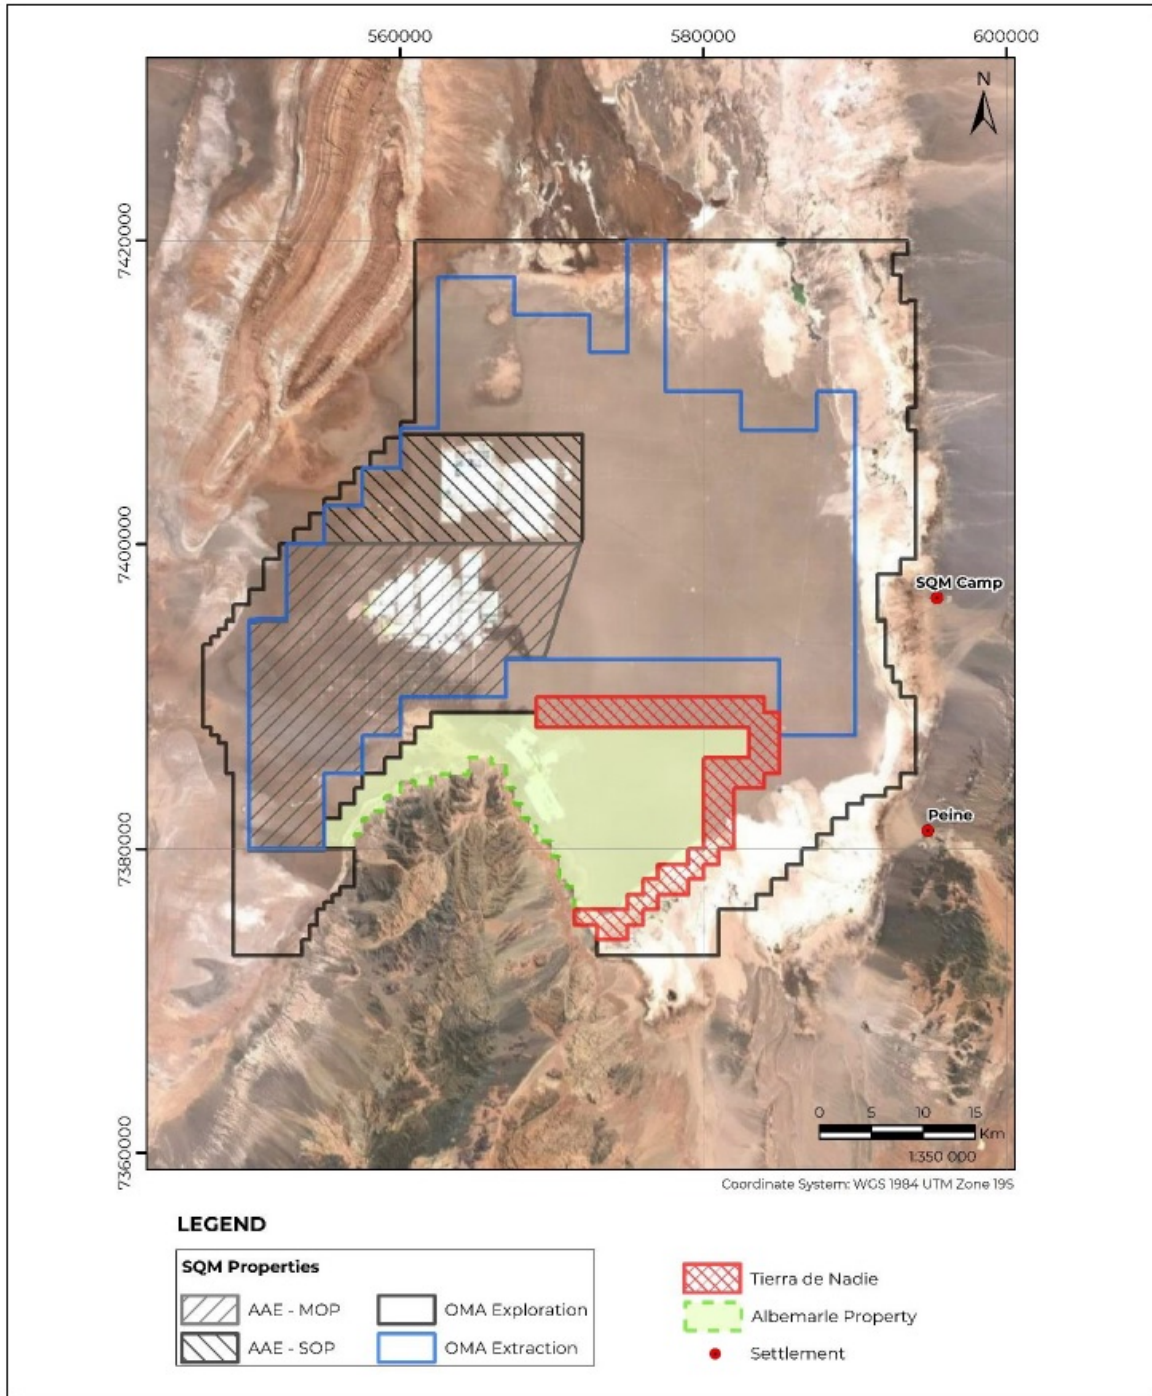 560000 580000 600000
N
7420000
7400000
SQM Camp
Peine
7380000
0 5 10 15
Km
1:350 000
7360000
Coordinate System: WGS 1984 UTM Zone 19S
LEGEND
SQM Properties
AAE - MOP OMA Exploration
AAE - SOP OMA Extraction
Tierra de Nadie
Albemarle Property
Settlement